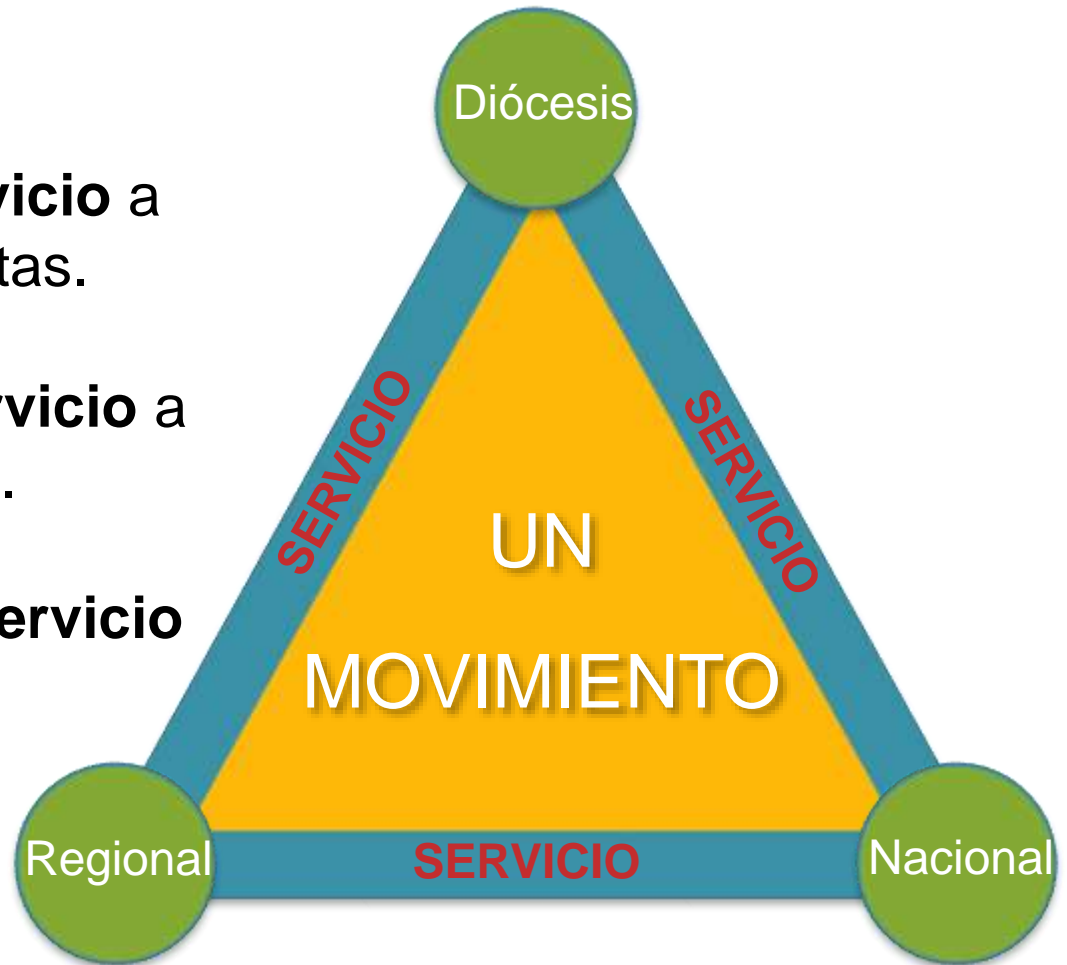 Diócesis
vicio a
tas.
rvicio a
.
ervicio
SERVICIO
SERVICIO
UN
MOVIMIENTO
Regional
SERVICIO
Nacional